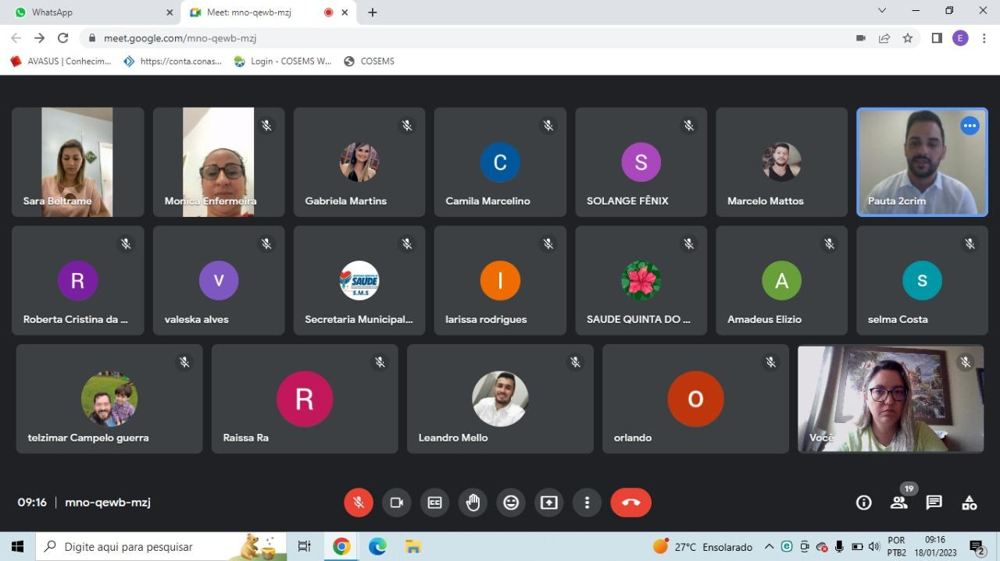 WhatsApp
Meet: mno-qewb-mzj
meet.google.com/mno-qewb-mzj
E
AVASUS | Conhecim...
https://conta.conas...
Login - COSEMS W...
COSEMS
Sara Beltrame
Monica Enfermeira
Gabriela Martins
C
Camila Marcelino
S
SOLANGE FÊNIX
Marcelo Mattos
Pauta 2crim
R
Roberta Cristina da ...
v
valeska alves
SAÚDE
S.M.S
Secretaria Municipal...
l
larissa rodrigues
SAUDE QUINTA DO ...
A
Amadeus Elizio
s
selma Costa
telzimar Campelo guerra
R
Raissa Ra
Leandro Mello
o
orlando
Você
09:16 | mno-qewb-mzj
19
Digite aqui para pesquisar
27°C Ensolarado
POR
PTB2
09:16
18/01/2023
2